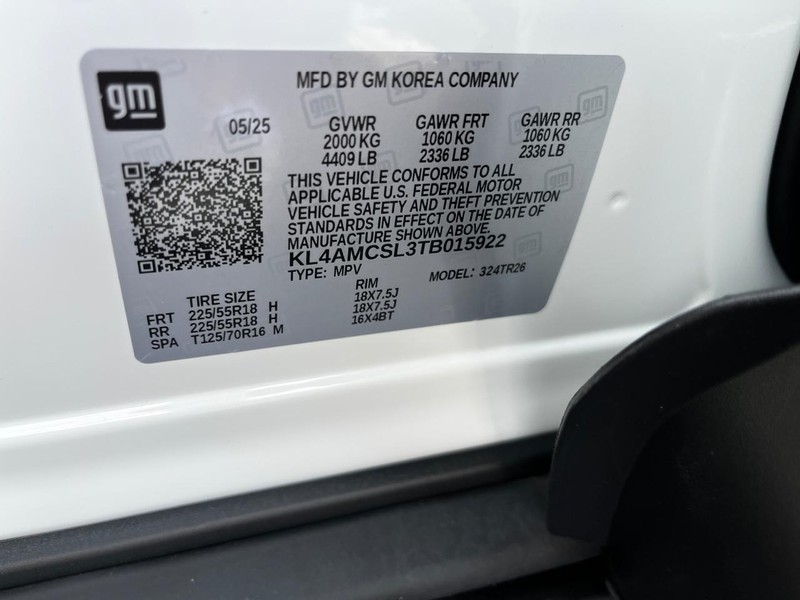 gm
MFD BY GM KOREA COMPANY
05/25 GVWR GAWR FRT GAWR RR
2000 KG 1060 KG 1060 KG
4409 LB 2336 LB 2336 LB
THIS VEHICLE CONFORMS TO ALL
APPLICABLE U.S. FEDERAL MOTOR
VEHICLE SAFETY AND THEFT PREVENTION
STANDARDS IN EFFECT ON THE DATE OF
MANUFACTURE SHOWN ABOVE.
KL4AMCSL3TB015922
TYPE: MPV MODEL: 324TR26
TIRE SIZE RIM
FRT 225/55R18 H 18X7.5J
RR 225/55R18 H 18X7.5J
SPA T125/70R16 M 16X4BT